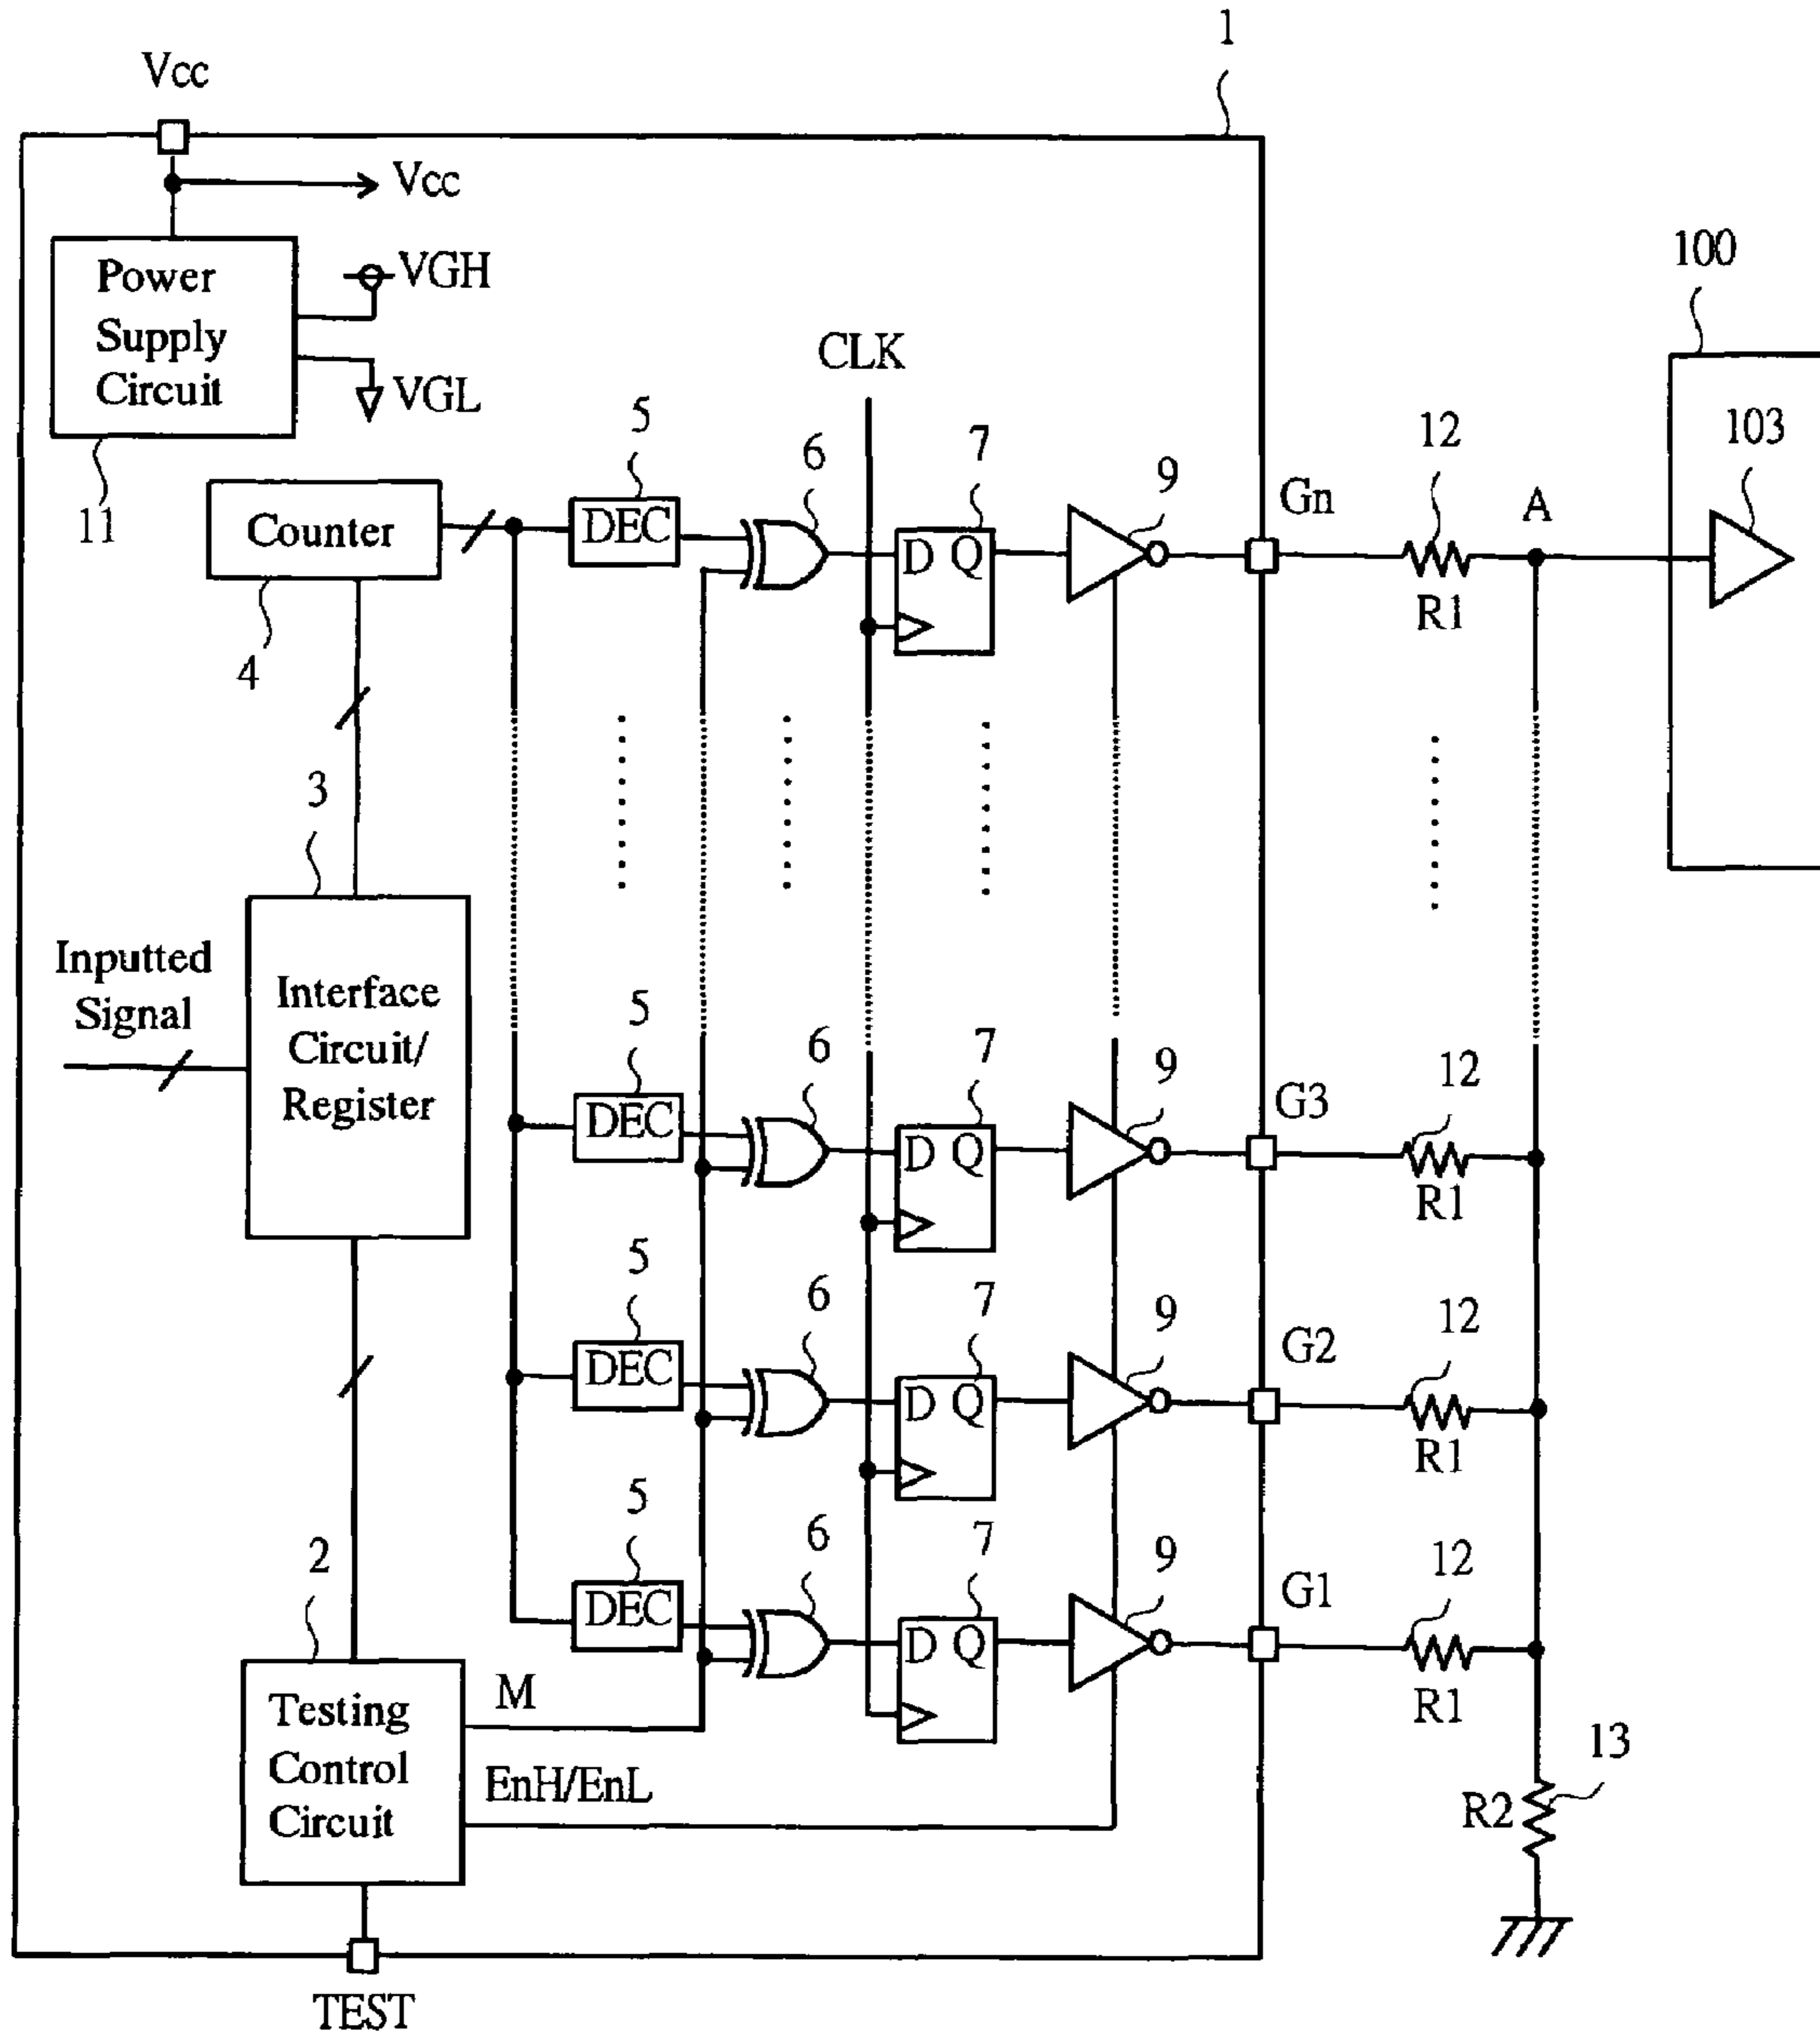 1
Vcc
Vcc
Power
Supply
Circuit
VGH
VGL
11
100
103
CLK
Counter
4
5
DEC
6
7
D Q
9
Gn
12
R1
A
3
Inputted
Signal
Interface
Circuit/
Register
5
DEC
6
7
D Q
9
G3
12
R1
5
DEC
6
7
D Q
9
G2
12
R1
5
DEC
6
7
D Q
9
G1
12
R1
2
Testing
Control
Circuit
M
EnH/EnL
R2
13
TEST